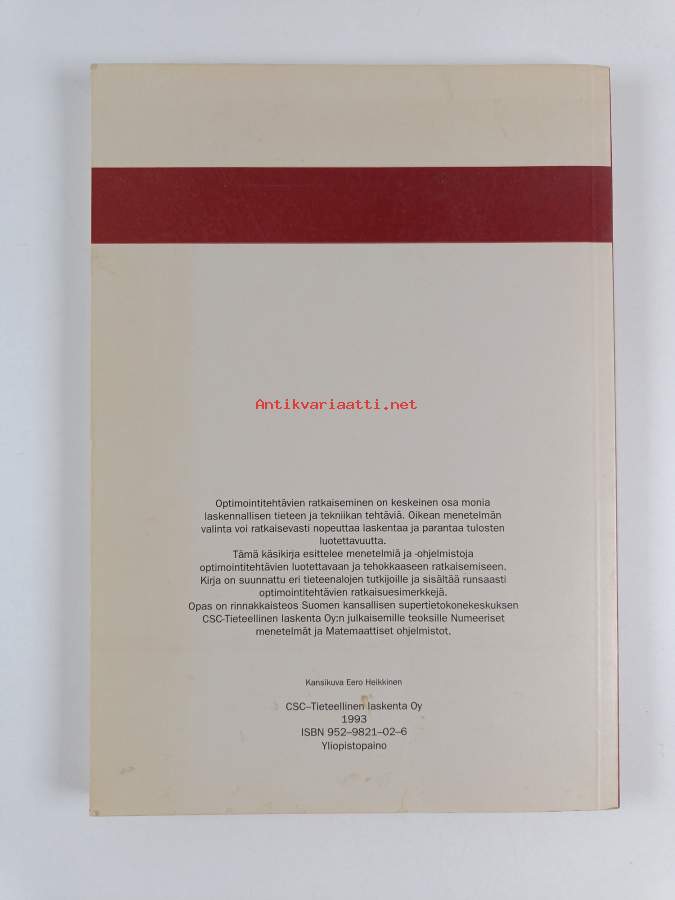 Antikvariaatti.net
Optimointitehtävien ratkaiseminen on keskeinen osa monia
laskennallisen tieteen ja tekniikan tehtäviä. Oikean menetelmän
valinta voi ratkaisevasti nopeuttaa laskentaa ja parantaa tulosten
luotettavuutta.
Tämä käsikirja esittelee menetelmiä ja -ohjelmistoja
optimointitehtävien luotettavaan ja tehokkaaseen ratkaisemiseen.
Kirja on suunnattu eri tieteenalojen tutkijoille ja sisältää runsaasti
optimointitehtävien ratkaisuesimerkkejä.
Opas on rinnakkaisteos Suomen kansallisen supertietokonekeskuksen
CSC-Tieteellinen laskenta Oy:n julkaisemille teoksille Numeeriset
menetelmät ja Matemaattiset ohjelmistot.
Kansikuva Eero Heikkinen
CSC–Tieteellinen laskenta Oy
1993
ISBN 952–9821–02–6
Yliopistopaino